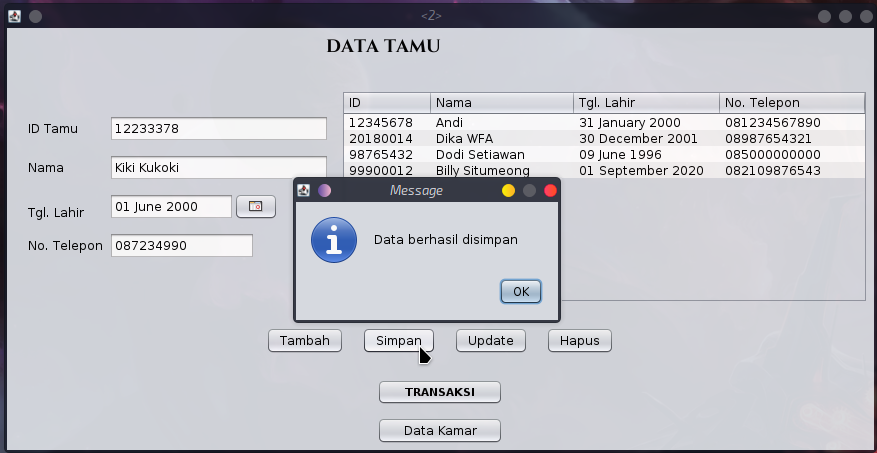 <2>
DATA TAMU
ID Tamu 12233378
Nama Kiki Kukoki
Tgl. Lahir 01 June 2000
No. Telepon 087234990
ID Nama Tgl. Lahir No. Telepon
12345678 Andi 31 January 2000 081234567890
20180014 Dika WFA 30 December 2001 08987654321
98765432 Dodi Setiawan 09 June 1996 085000000000
99900012 Billy Situmeong 01 September 2020 082109876543
Message
Data berhasil disimpan
OK
Tambah Simpan Update Hapus
TRANSAKSI
Data Kamar